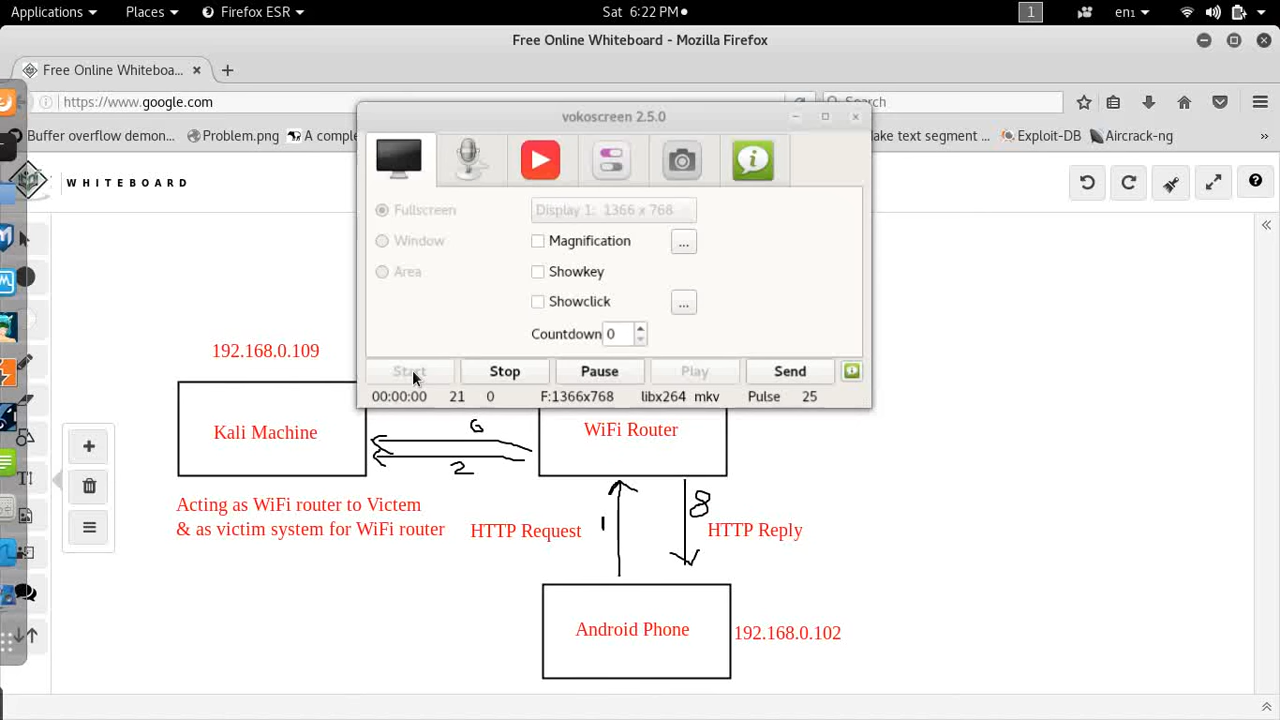 Applications
Places
Firefox ESR
Sat 6:22 PM
1
en₁
Free Online Whiteboard - Mozilla Firefox
Free Online Whiteboa...
https://www.google.com
Search
Buffer overflow demon...
Problem.png
A comple
ake text segment ...
Exploit-DB
Aircrack-ng
WHITEBOARD
vokoscreen 2.5.0
Fullscreen
Display 1: 1366 x 768
Window
Magnification
...
Area
Showkey
Showclick
...
Countdown 0
Start
Stop
Pause
Play
Send
00:00:00 21 0 F:1366x768 libx264 mkv Pulse 25
192.168.0.109
Kali Machine
6
2
WiFi Router
Acting as WiFi router to Victem
& as victim system for WiFi router
HTTP Request
1
8
HTTP Reply
Android Phone
192.168.0.102